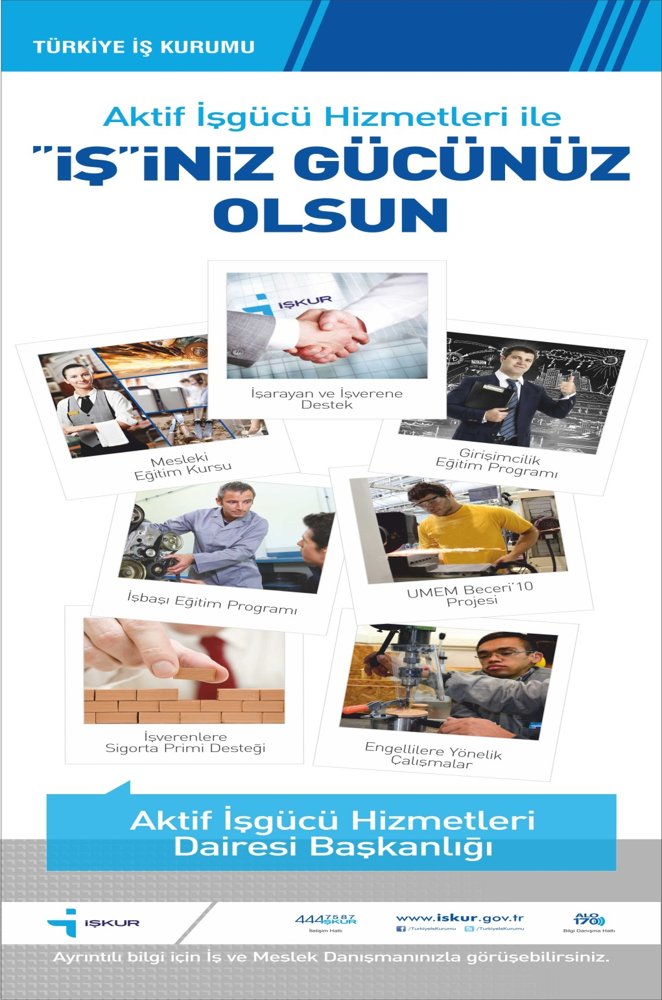 TÜRKİYE İŞ KURUMU
Aktif İşgücü Hizmetleri ile
"iŞ"iNiZ GÜCÜNÜZ
OLSUN
İŞKUR
İşarayan ve İşverene
Destek
Mesleki
Eğitim Kursu
İŞKUR
Girişimcilik
Eğitim Programı
İşbaşı Eğitim Programı
UMEM Beceri'10
Projesi
İşverenlere
Sigorta Primi Desteği
Engellilere Yönelik
Çalışmalar
Aktif İşgücü Hizmetleri
Dairesi Başkanlığı
iŞKUR
444 7587
İŞKUR
İletişim Hattı
www.iskur.gov.tr
/TurkiyeIsKurumu
/TurkiyeIsKurumu
ALO
170
Bilgi Danışma Hattı
Ayrıntılı bilgi için İş ve Meslek Danışmanınızla görüşebilirsiniz.